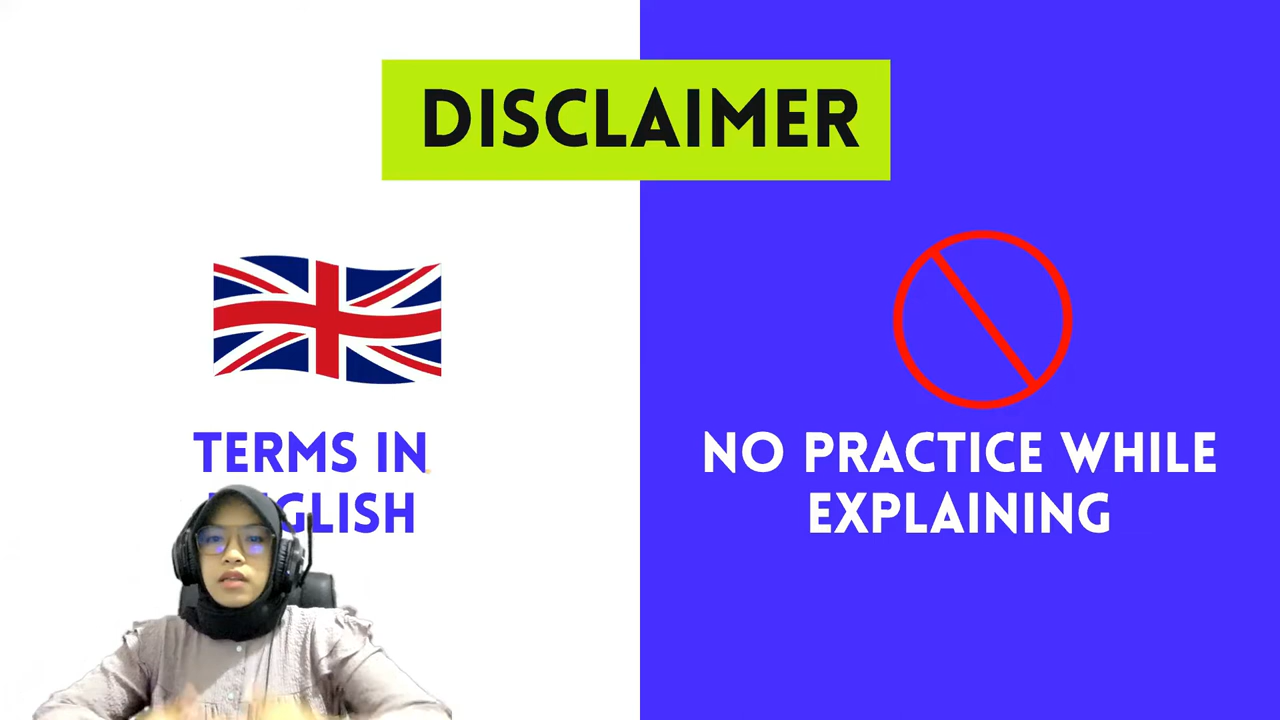 DISCLAIMER
TERMS IN
NO PRACTICE WHILE
EXPLAINING